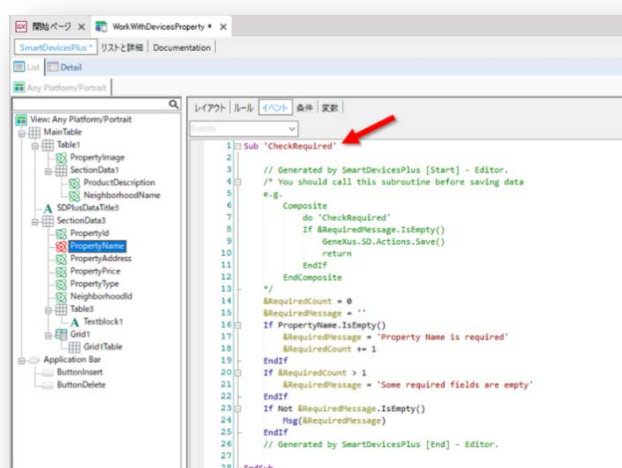 開始ページ × WorkWithDevicesProperty * ×
SmartDevicesPlus * リストと詳細 Documentation
List Detail
Any Platform/Portrait
View: Any Platform/Portrait
MainTable
Table1
PropertyImage
SectionData1
ProductDescription
NeighborhoodName
SDPlusDataTitle3
SectionData3
PropertyId
PropertyName
PropertyAddress
PropertyPrice
PropertyType
NeighborhoodId
Table3
Textblock1
Grid1
Grid1Table
Application Bar
ButtonInsert
ButtonDelete
レイアウト ルール イベント 条件 変数
Events
1 Sub 'CheckRequired'
2
3 // Generated by SmartDevicesPlus [Start] - Editor.
4 /* You should call this subroutine before saving data
5 e.g.
6 Composite
7 do 'CheckRequired'
8 If &RequiredMessage.IsEmpty()
9 GeneXus.SD.Actions.Save()
10 return
11 EndIf
12 EndComposite
13 */
14 &RequiredCount = 0
15 &RequiredMessage = ''
16 If PropertyName.IsEmpty()
17 &RequiredMessage = 'Property Name is required'
18 &RequiredCount += 1
19 EndIf
20 If &RequiredCount > 1
21 &RequiredMessage = 'Some required fields are empty'
22 EndIf
23 If Not &RequiredMessage.IsEmpty()
24 Msg(&RequiredMessage)
25 EndIf
26 // Generated by SmartDevicesPlus [End] - Editor.
27
28 EndSub